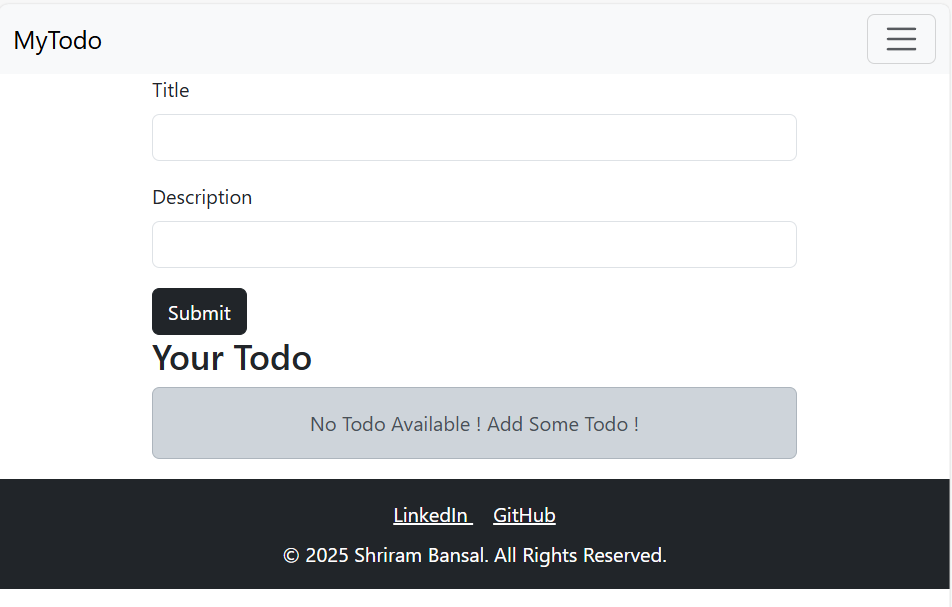 MyTodo
Title
Description
Submit
Your Todo
No Todo Available ! Add Some Todo !
LinkedIn GitHub
© 2025 Shriram Bansal. All Rights Reserved.